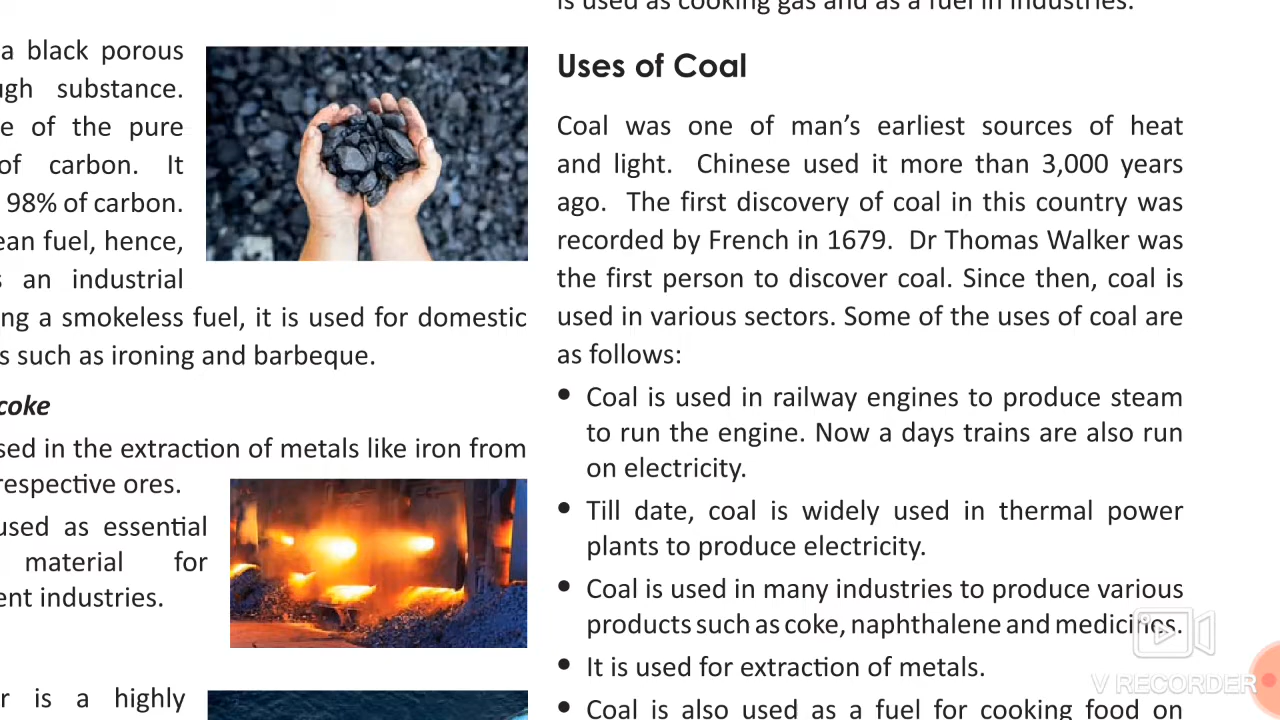 a black porous
ugh substance.
e of the pure
of carbon. It
98% of carbon.
ean fuel, hence,
s an industrial
ng a smokeless fuel, it is used for domestic
s such as ironing and barbeque.
coke
sed in the extraction of metals like iron from
respective ores.
used as essential
material for
ent industries.
r is a highly
is used as cooking gas and as a fuel in industries.
Uses of Coal
Coal was one of man's earliest sources of heat
and light. Chinese used it more than 3,000 years
ago. The first discovery of coal in this country was
recorded by French in 1679. Dr Thomas Walker was
the first person to discover coal. Since then, coal is
used in various sectors. Some of the uses of coal are
as follows:
• Coal is used in railway engines to produce steam
to run the engine. Now a days trains are also run
on electricity.
• Till date, coal is widely used in thermal power
plants to produce electricity.
• Coal is used in many industries to produce various
products such as coke, naphthalene and medicines.
• It is used for extraction of metals.
• Coal is also used as a fuel for cooking food on
V RECORDER